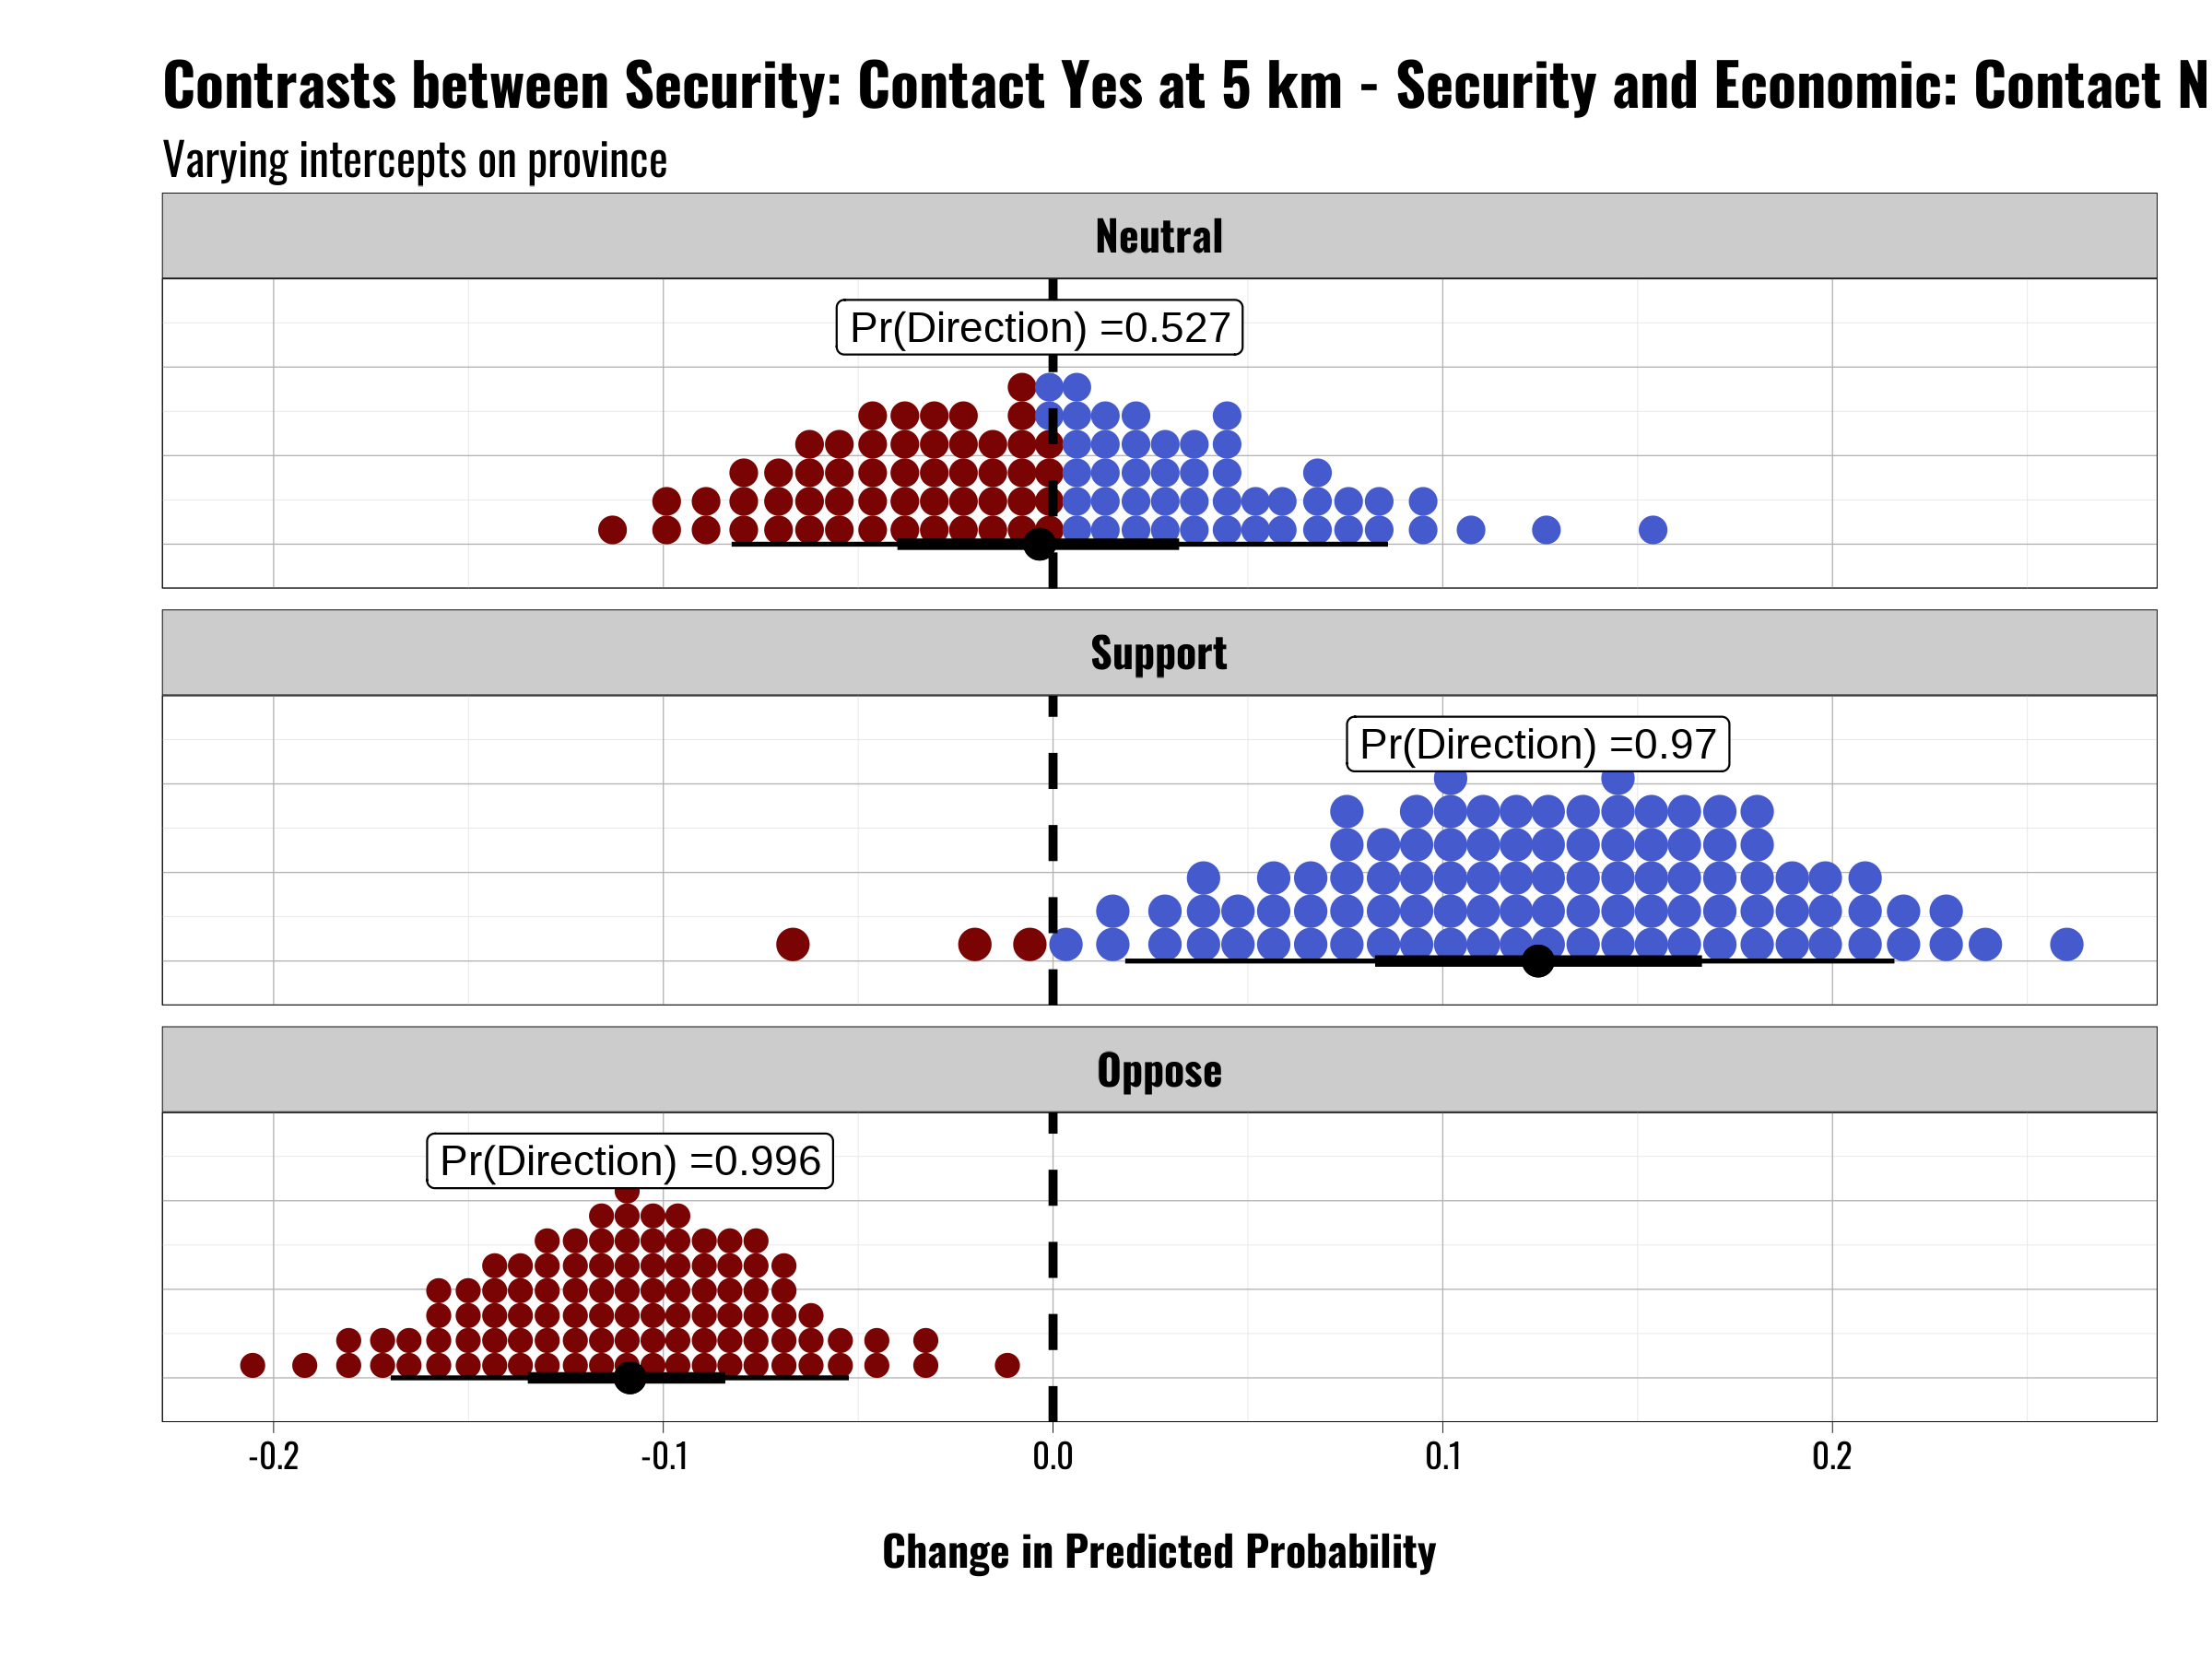 Contrasts between Security: Contact Yes at 5 km - Security and Economic: Contact N
Varying intercepts on province
Neutral
Pr(Direction) =0.527
Support
Pr(Direction) =0.97
Oppose
Pr(Direction) =0.996
-0.2 -0.1 0.0 0.1 0.2
Change in Predicted Probability